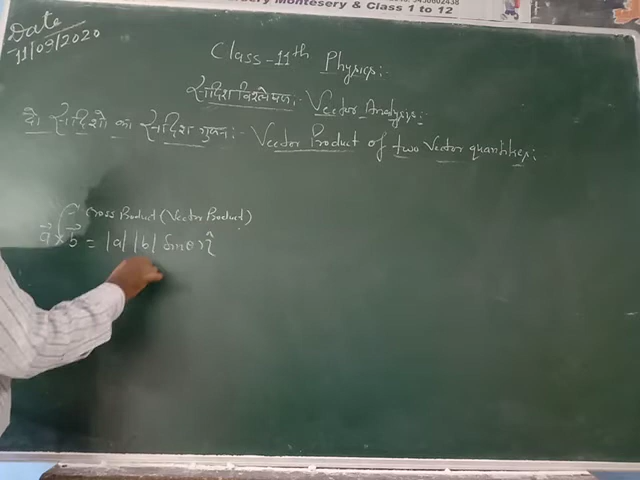 Montesery & Class 1 to 12
Date
11/09/2020
Class-11th Physics:-
सदिश विश्लेषण:- Vector Analysis:-
दो सदिशों का सदिश गुणन:- Vector Product of two Vector quantities:-
Cross Product (Vector Product)
a⃗ × b⃗ = |a| |b| Sinθ n̂